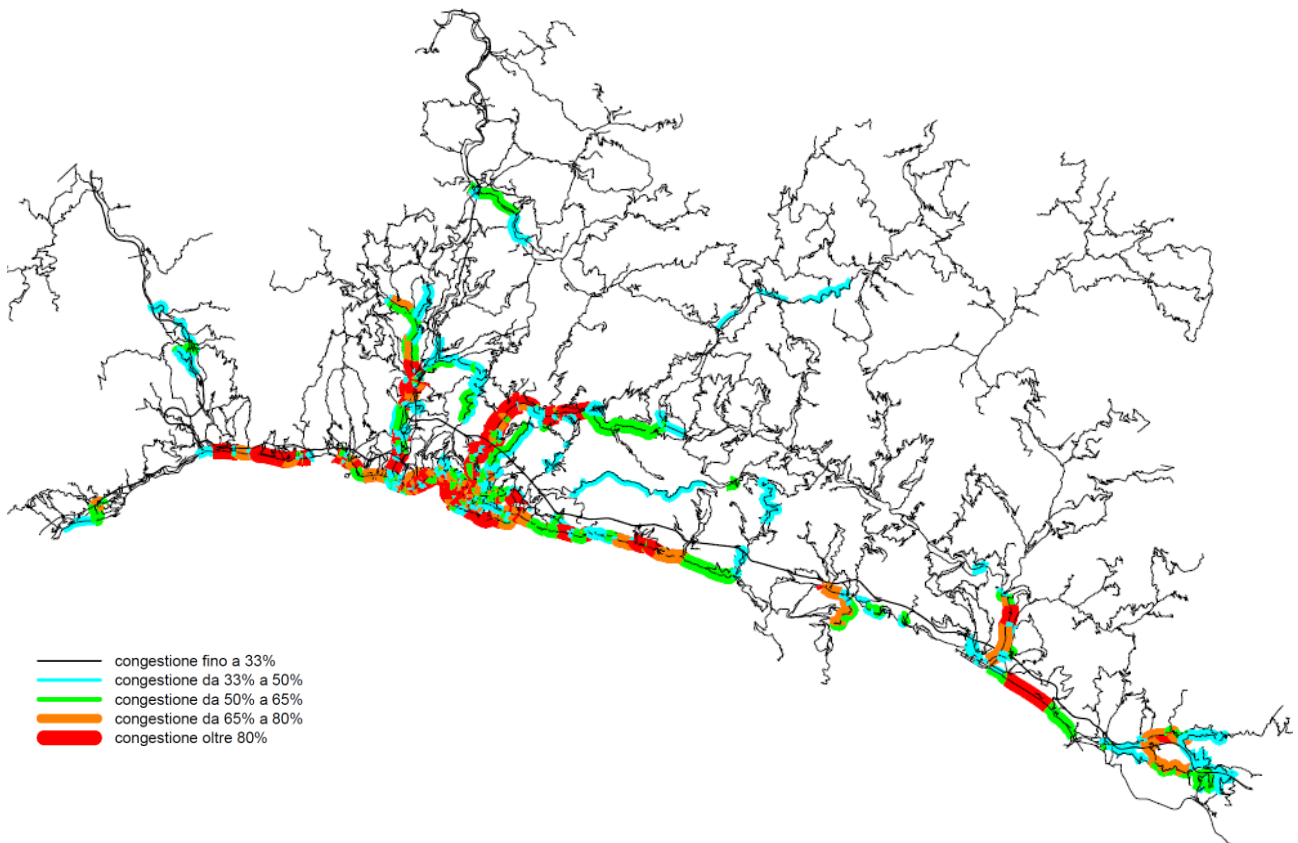 congestione fino a 33%
congestione da 33% a 50%
congestione da 50% a 65%
congestione da 65% a 80%
congestione oltre 80%